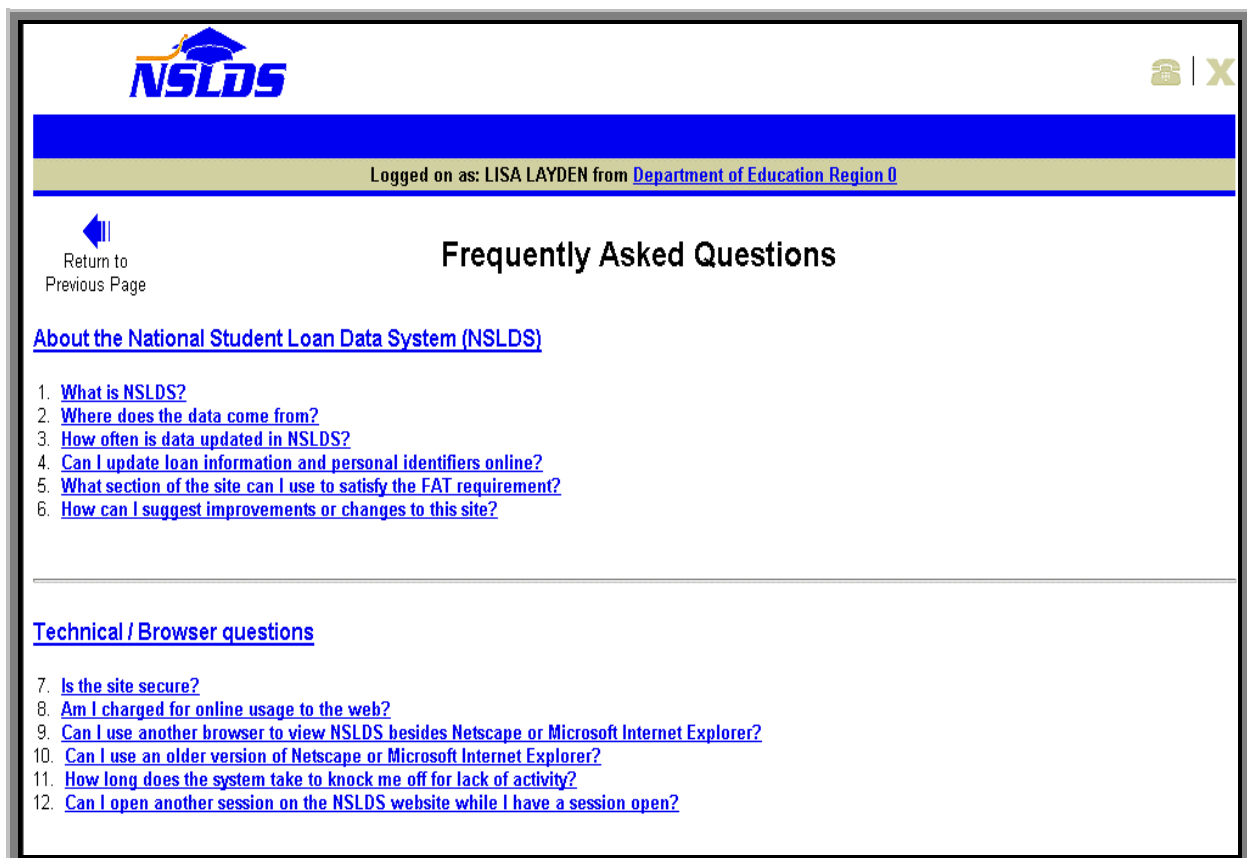 NSLDS
X
Logged on as: LISA LAYDEN from Department of Education Region 0
Return to
Previous Page
Frequently Asked Questions
About the National Student Loan Data System (NSLDS)
1. What is NSLDS?
2. Where does the data come from?
3. How often is data updated in NSLDS?
4. Can I update loan information and personal identifiers online?
5. What section of the site can I use to satisfy the FAT requirement?
6. How can I suggest improvements or changes to this site?
Technical / Browser questions
7. Is the site secure?
8. Am I charged for online usage to the web?
9. Can I use another browser to view NSLDS besides Netscape or Microsoft Internet Explorer?
10. Can I use an older version of Netscape or Microsoft Internet Explorer?
11. How long does the system take to knock me off for lack of activity?
12. Can I open another session on the NSLDS website while I have a session open?